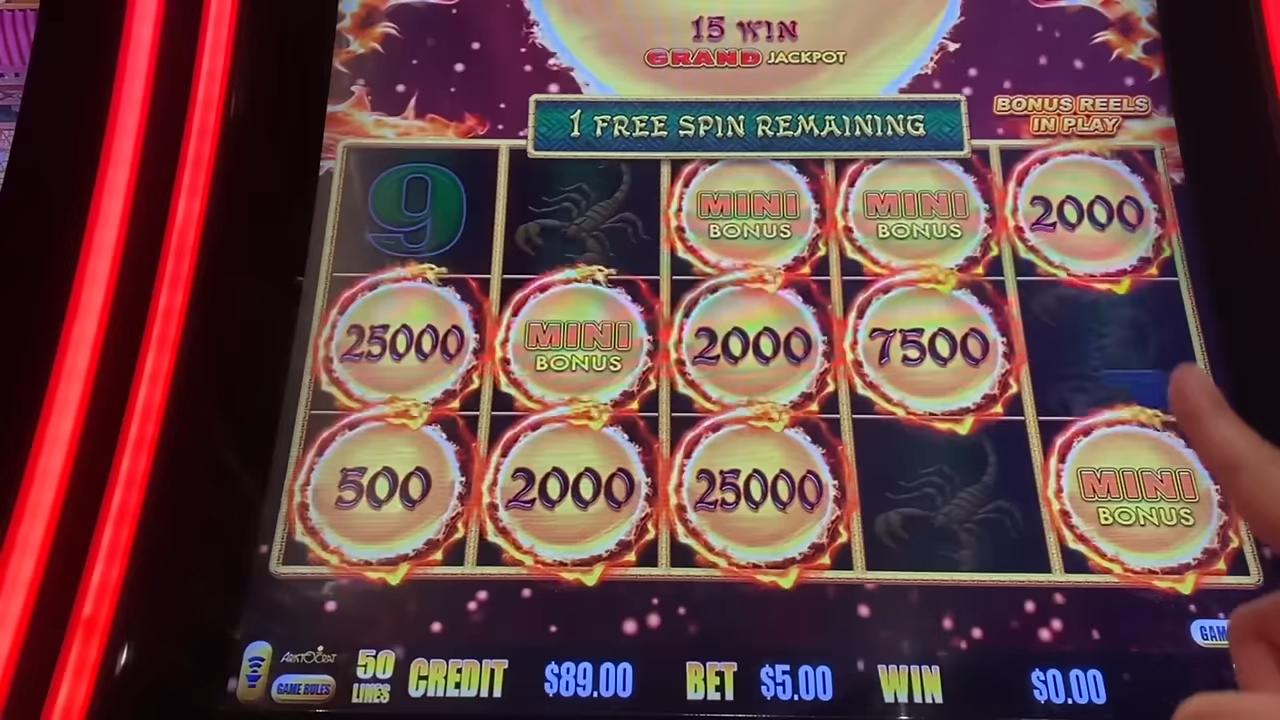 15 WIN
GRAND JACKPOT
1 FREE SPIN REMAINING
BONUS REELS
IN PLAY
9
MINI
BONUS
MINI
BONUS
2000
25000
MINI
BONUS
2000
7500
500
2000
25000
MINI
BONUS
ARISTOCRAT
GAME RULES
50
LINES
CREDIT $89.00 BET $5.00 WIN $0.00